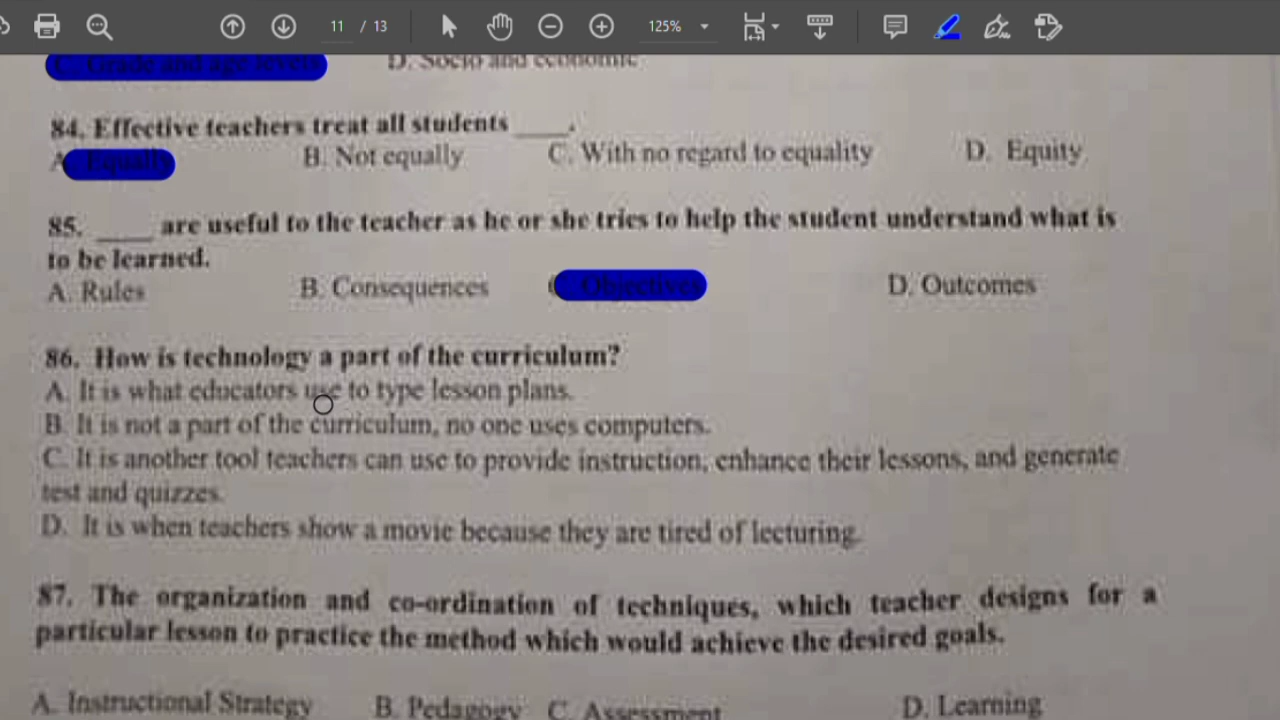 11 / 13 125%
C. Grade and age levels D. Socio and economic
84. Effective teachers treat all students ____.
A. Equally B. Not equally C. With no regard to equality D. Equity
85. ____ are useful to the teacher as he or she tries to help the student understand what is
to be learned.
A. Rules B. Consequences C. Objectives D. Outcomes
86. How is technology a part of the curriculum?
A. It is what educators use to type lesson plans.
B. It is not a part of the curriculum, no one uses computers.
C. It is another tool teachers can use to provide instruction, enhance their lessons, and generate
test and quizzes.
D. It is when teachers show a movie because they are tired of lecturing.
87. The organization and co-ordination of techniques, which teacher designs for a
particular lesson to practice the method which would achieve the desired goals.
A. Instructional Strategy B. Pedagogy C. Assessment D. Learning